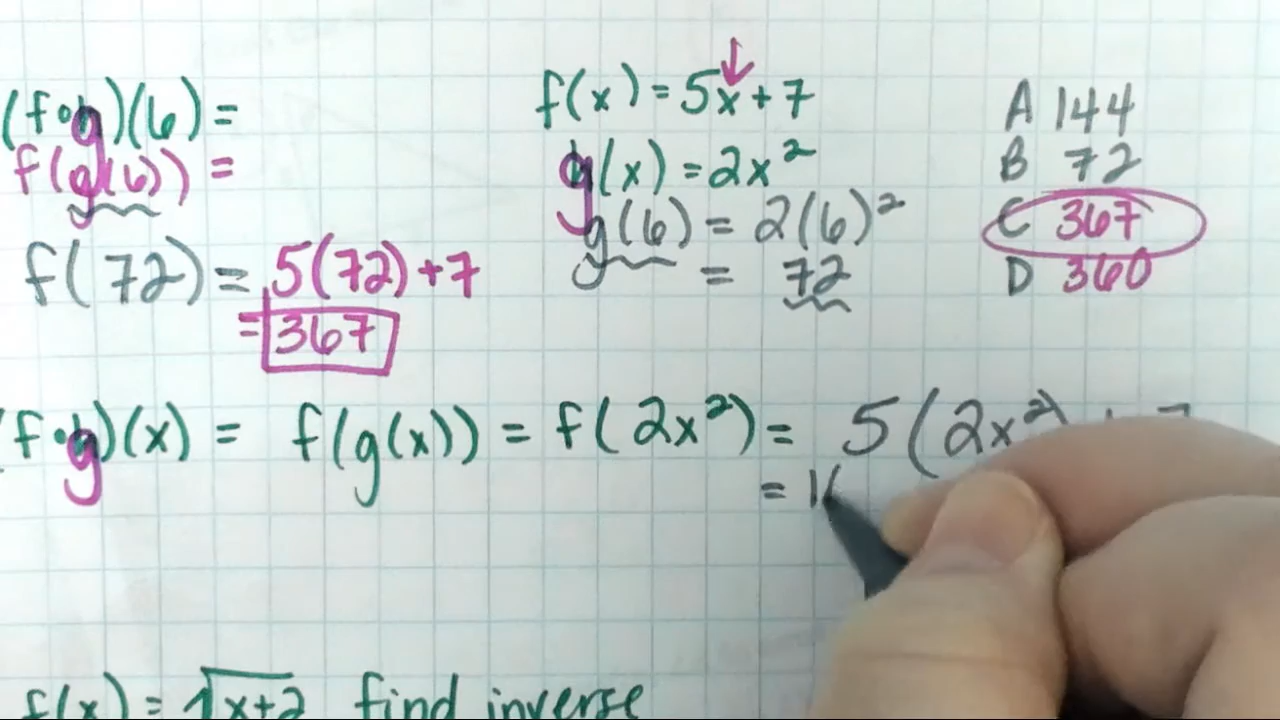 (f∘g)(6) =
f(g(6)) =
f(72) = 5(72)+7
= 367
f(x) = 5x+7
g(x) = 2x²
g(6) = 2(6)²
= 72
A 144
B 72
C 367
D 360
(f∘g)(x) = f(g(x)) = f(2x²) = 5(2x²)
= 1
f(x) = √x+2 find inverse